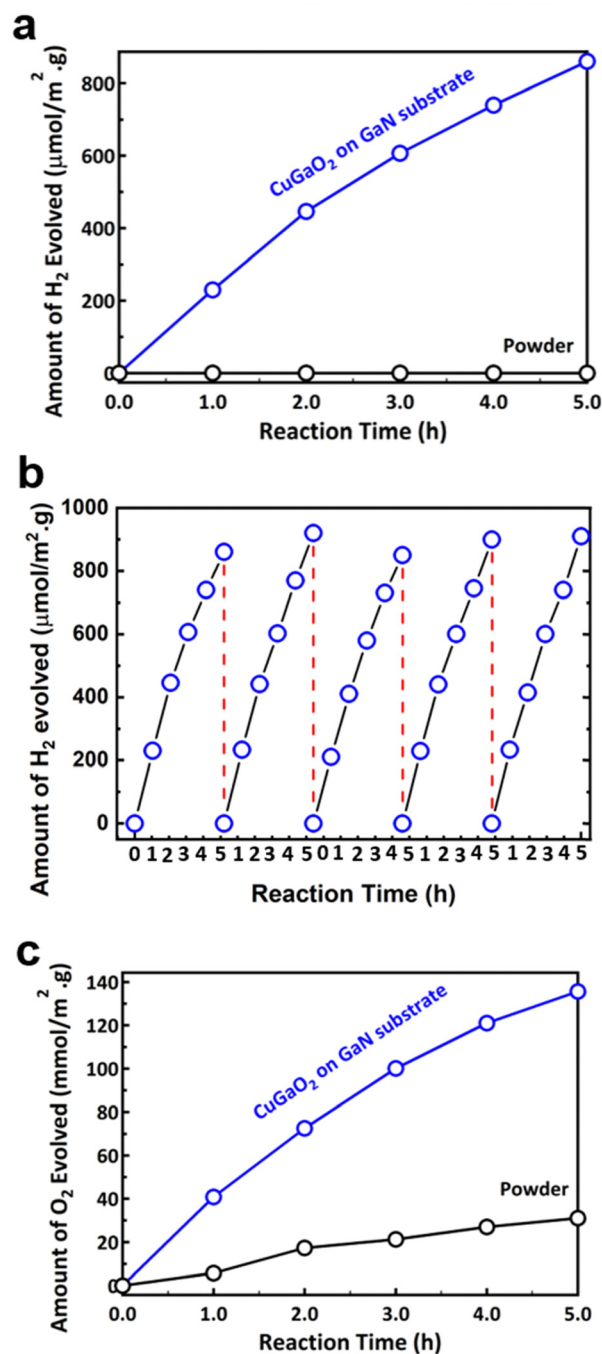 a
Amount of H2 Evolved (μmol/m2.g)
800
600
400
200
0
CuGaO2 on GaN substrate
Powder
0.0 1.0 2.0 3.0 4.0 5.0
Reaction Time (h)
b
Amount of H2 evolved (μmol/m2.g)
1000
800
600
400
200
0
0 1 2 3 4 5 1 2 3 4 5 0 1 2 3 4 5 1 2 3 4 5 1 2 3 4 5
Reaction Time (h)
c
Amount of O2 Evolved (mmol/m2.g)
140
120
100
80
60
40
20
0
CuGaO2 on GaN substrate
Powder
0.0 1.0 2.0 3.0 4.0 5.0
Reaction Time (h)